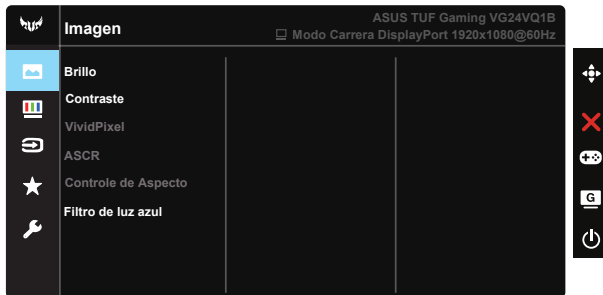 Imagen
ASUS TUF Gaming VG24VQ1B
Modo Carrera DisplayPort 1920x1080@60Hz
Brillo
Contraste
VividPixel
ASCR
Controle de Aspecto
Filtro de luz azul
G